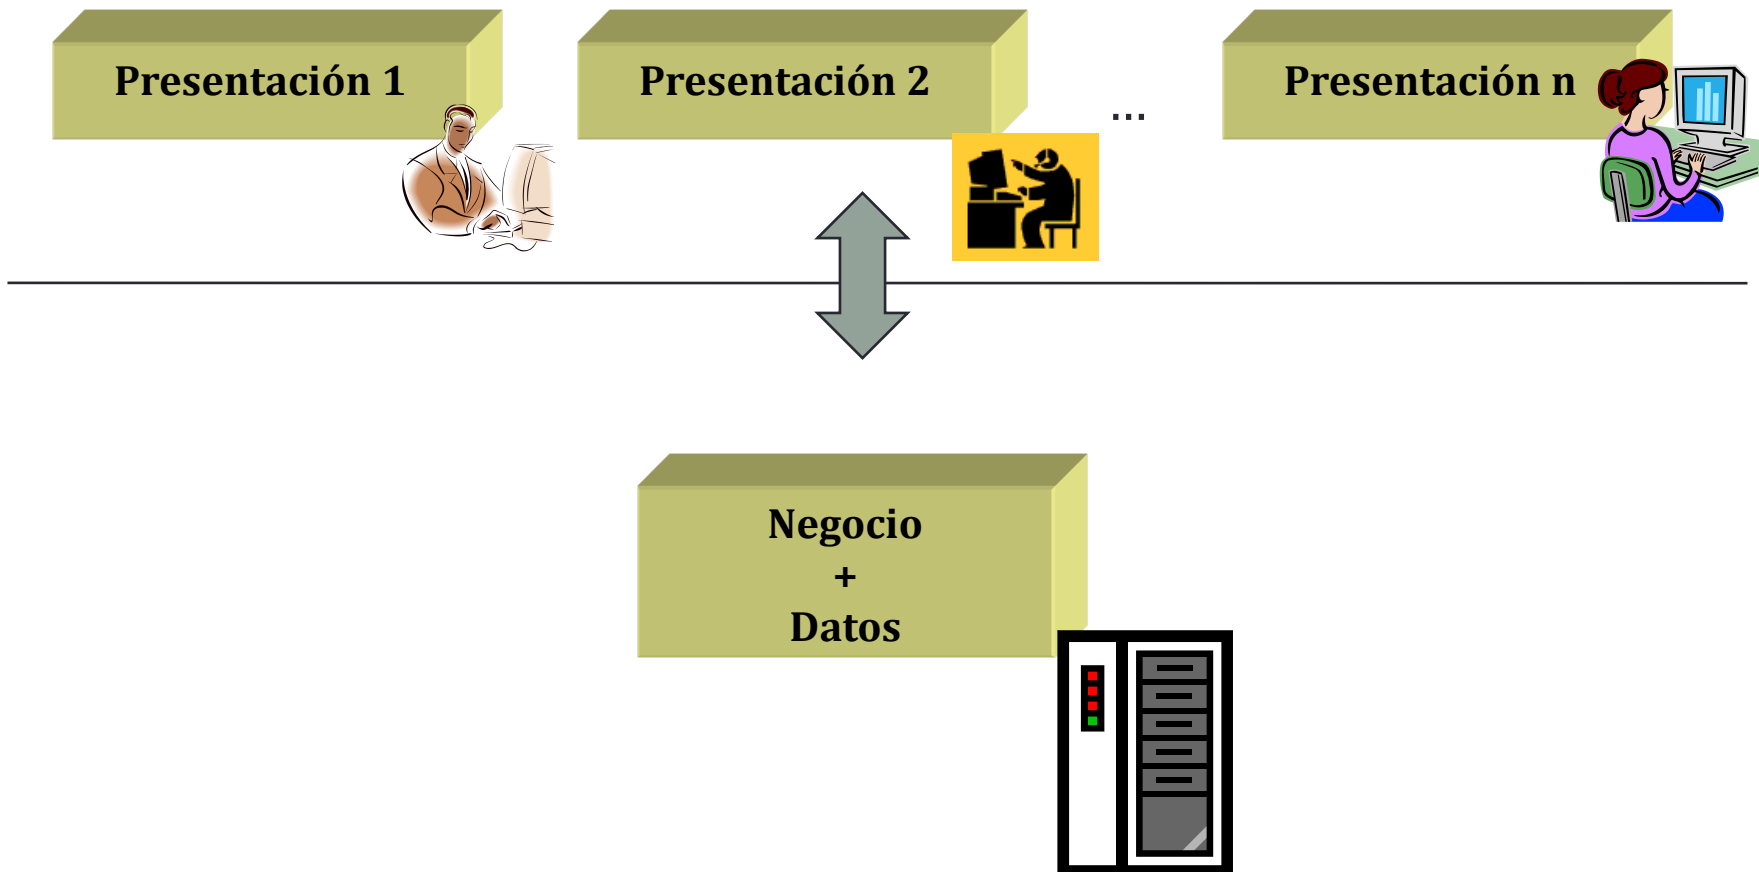 Presentación 1
Presentación 2
...
Presentación n
Negocio
+
Datos